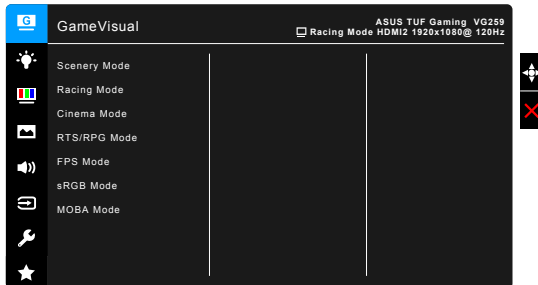 G
GameVisual
ASUS TUF Gaming VG259
Racing Mode HDMI2 1920x1080@ 120Hz
Scenery Mode
Racing Mode
Cinema Mode
RTS/RPG Mode
FPS Mode
sRGB Mode
MOBA Mode